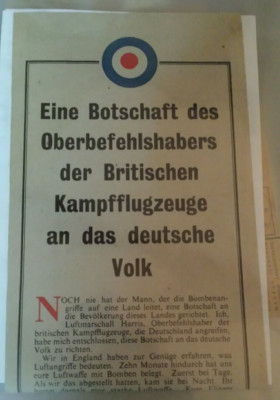 Eine Botschaft des
Oberbefehlshabers
der Britischen
Kampfflugzeuge
an das deutsche
Volk
NOCH nie hat der Mann, der die Bombenan-
griffe auf eine Land leitet, eine Botschaft an
die Bevölkerung dieses Landes gerichtet. Ich,
Luftmarschall Harris, Oberbefehlshaber der
britischen Kampfflugzeuge, die Deutschland angreifen,
habe mich entschlossen, diese Botschaft an das deutsche
Volk zu richten.
Wir in England haben zur Genüge erfahren, was
Luftangriffe bedeuten. Zehn Monate hindurch hat uns
eure Luftwaffe mit Bomben belegt. Zuerst bei Tage.
Als wir das abgestellt hatten, kam sie bei Nacht. Ihr